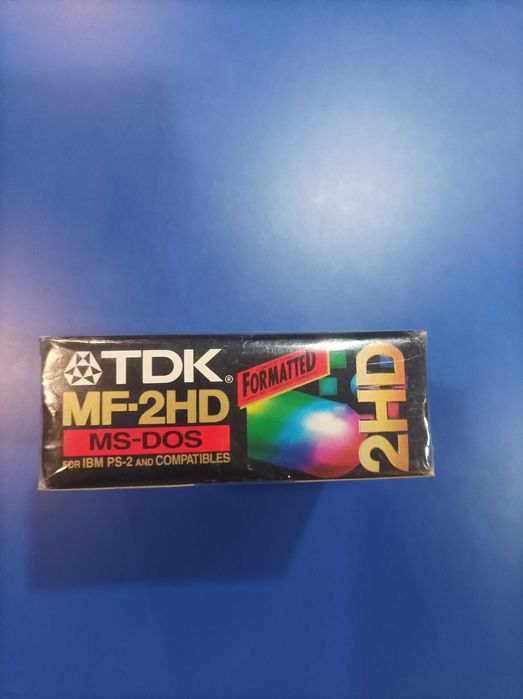 TDK®
MF-2HD
MS-DOS
FOR IBM PS-2 AND COMPATIBLES
FORMATTED
2HD